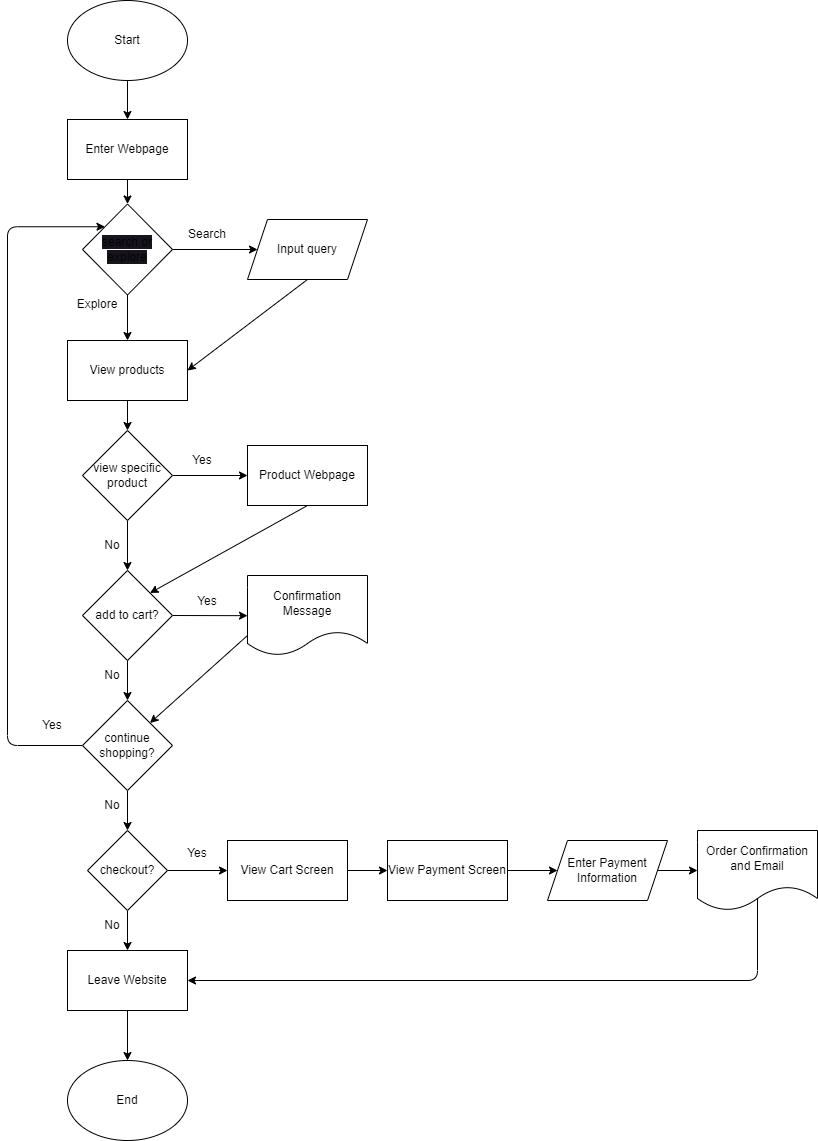 Start
Enter Webpage
search or
explore
Search
Input query
Explore
View products
view specific
product
Yes
Product Webpage
No
add to cart?
Yes
Confirmation
Message
No
continue
shopping?
Yes
No
checkout?
Yes
View Cart Screen
View Payment Screen
Enter Payment
Information
Order Confirmation
and Email
No
Leave Website
End